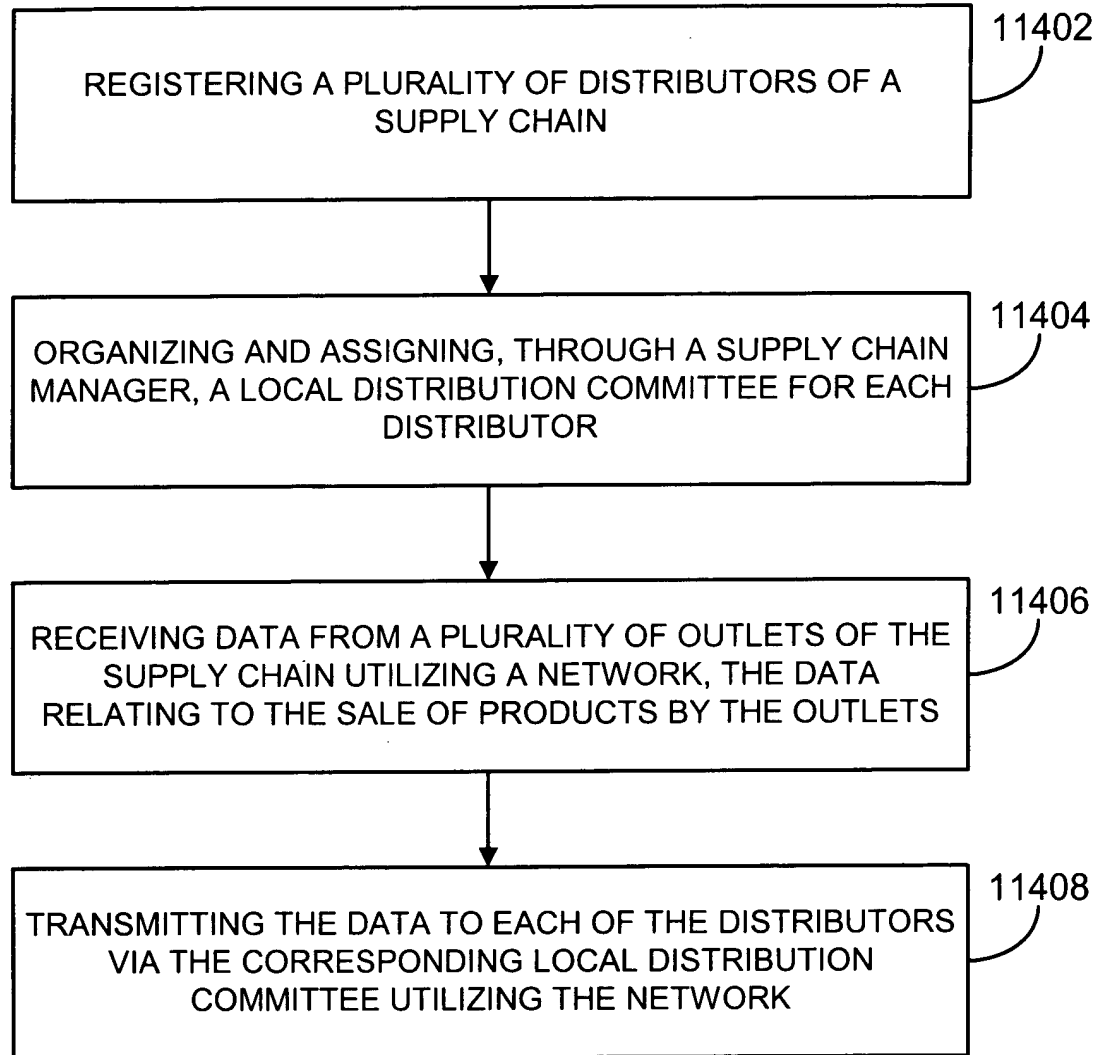 11402
REGISTERING A PLURALITY OF DISTRIBUTORS OF A
SUPPLY CHAIN
11404
ORGANIZING AND ASSIGNING, THROUGH A SUPPLY CHAIN
MANAGER, A LOCAL DISTRIBUTION COMMITTEE FOR EACH
DISTRIBUTOR
11406
RECEIVING DATA FROM A PLURALITY OF OUTLETS OF THE
SUPPLY CHAIN UTILIZING A NETWORK, THE DATA
RELATING TO THE SALE OF PRODUCTS BY THE OUTLETS
11408
TRANSMITTING THE DATA TO EACH OF THE DISTRIBUTORS
VIA THE CORRESPONDING LOCAL DISTRIBUTION
COMMITTEE UTILIZING THE NETWORK